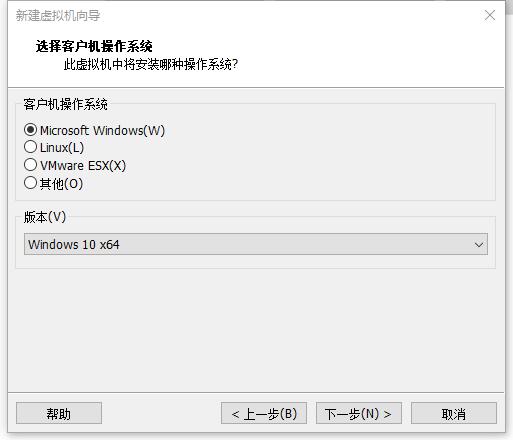 新建虚拟机向导
选择客户机操作系统
此虚拟机中将安装哪种操作系统?
客户机操作系统
Microsoft Windows(W)
Linux(L)
VMware ESX(X)
其他(O)
版本(V)
Windows 10 x64
帮助
< 上一步(B)
下一步(N) >
取消